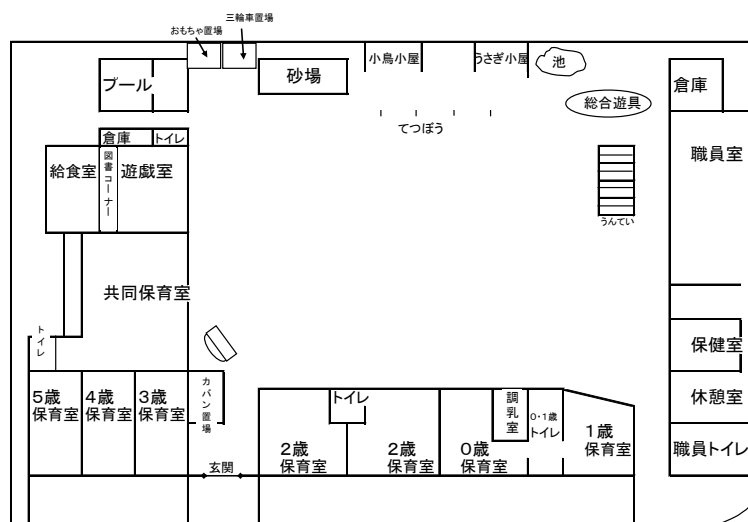 三輪車置場
おもちゃ置場
小鳥小屋
うさぎ小屋
池
プール
砂場
倉庫
総合遊具
てつぼう
倉庫
トイレ
職員室
給食室
図書コーナー
遊戯室
うんてい
共同保育室
トイレ
保健室
5歳
保育室
4歳
保育室
3歳
保育室
カバン置場
トイレ
調乳室
0・1歳
トイレ
休憩室
2歳
保育室
2歳
保育室
0歳
保育室
1歳
保育室
職員トイレ
玄関